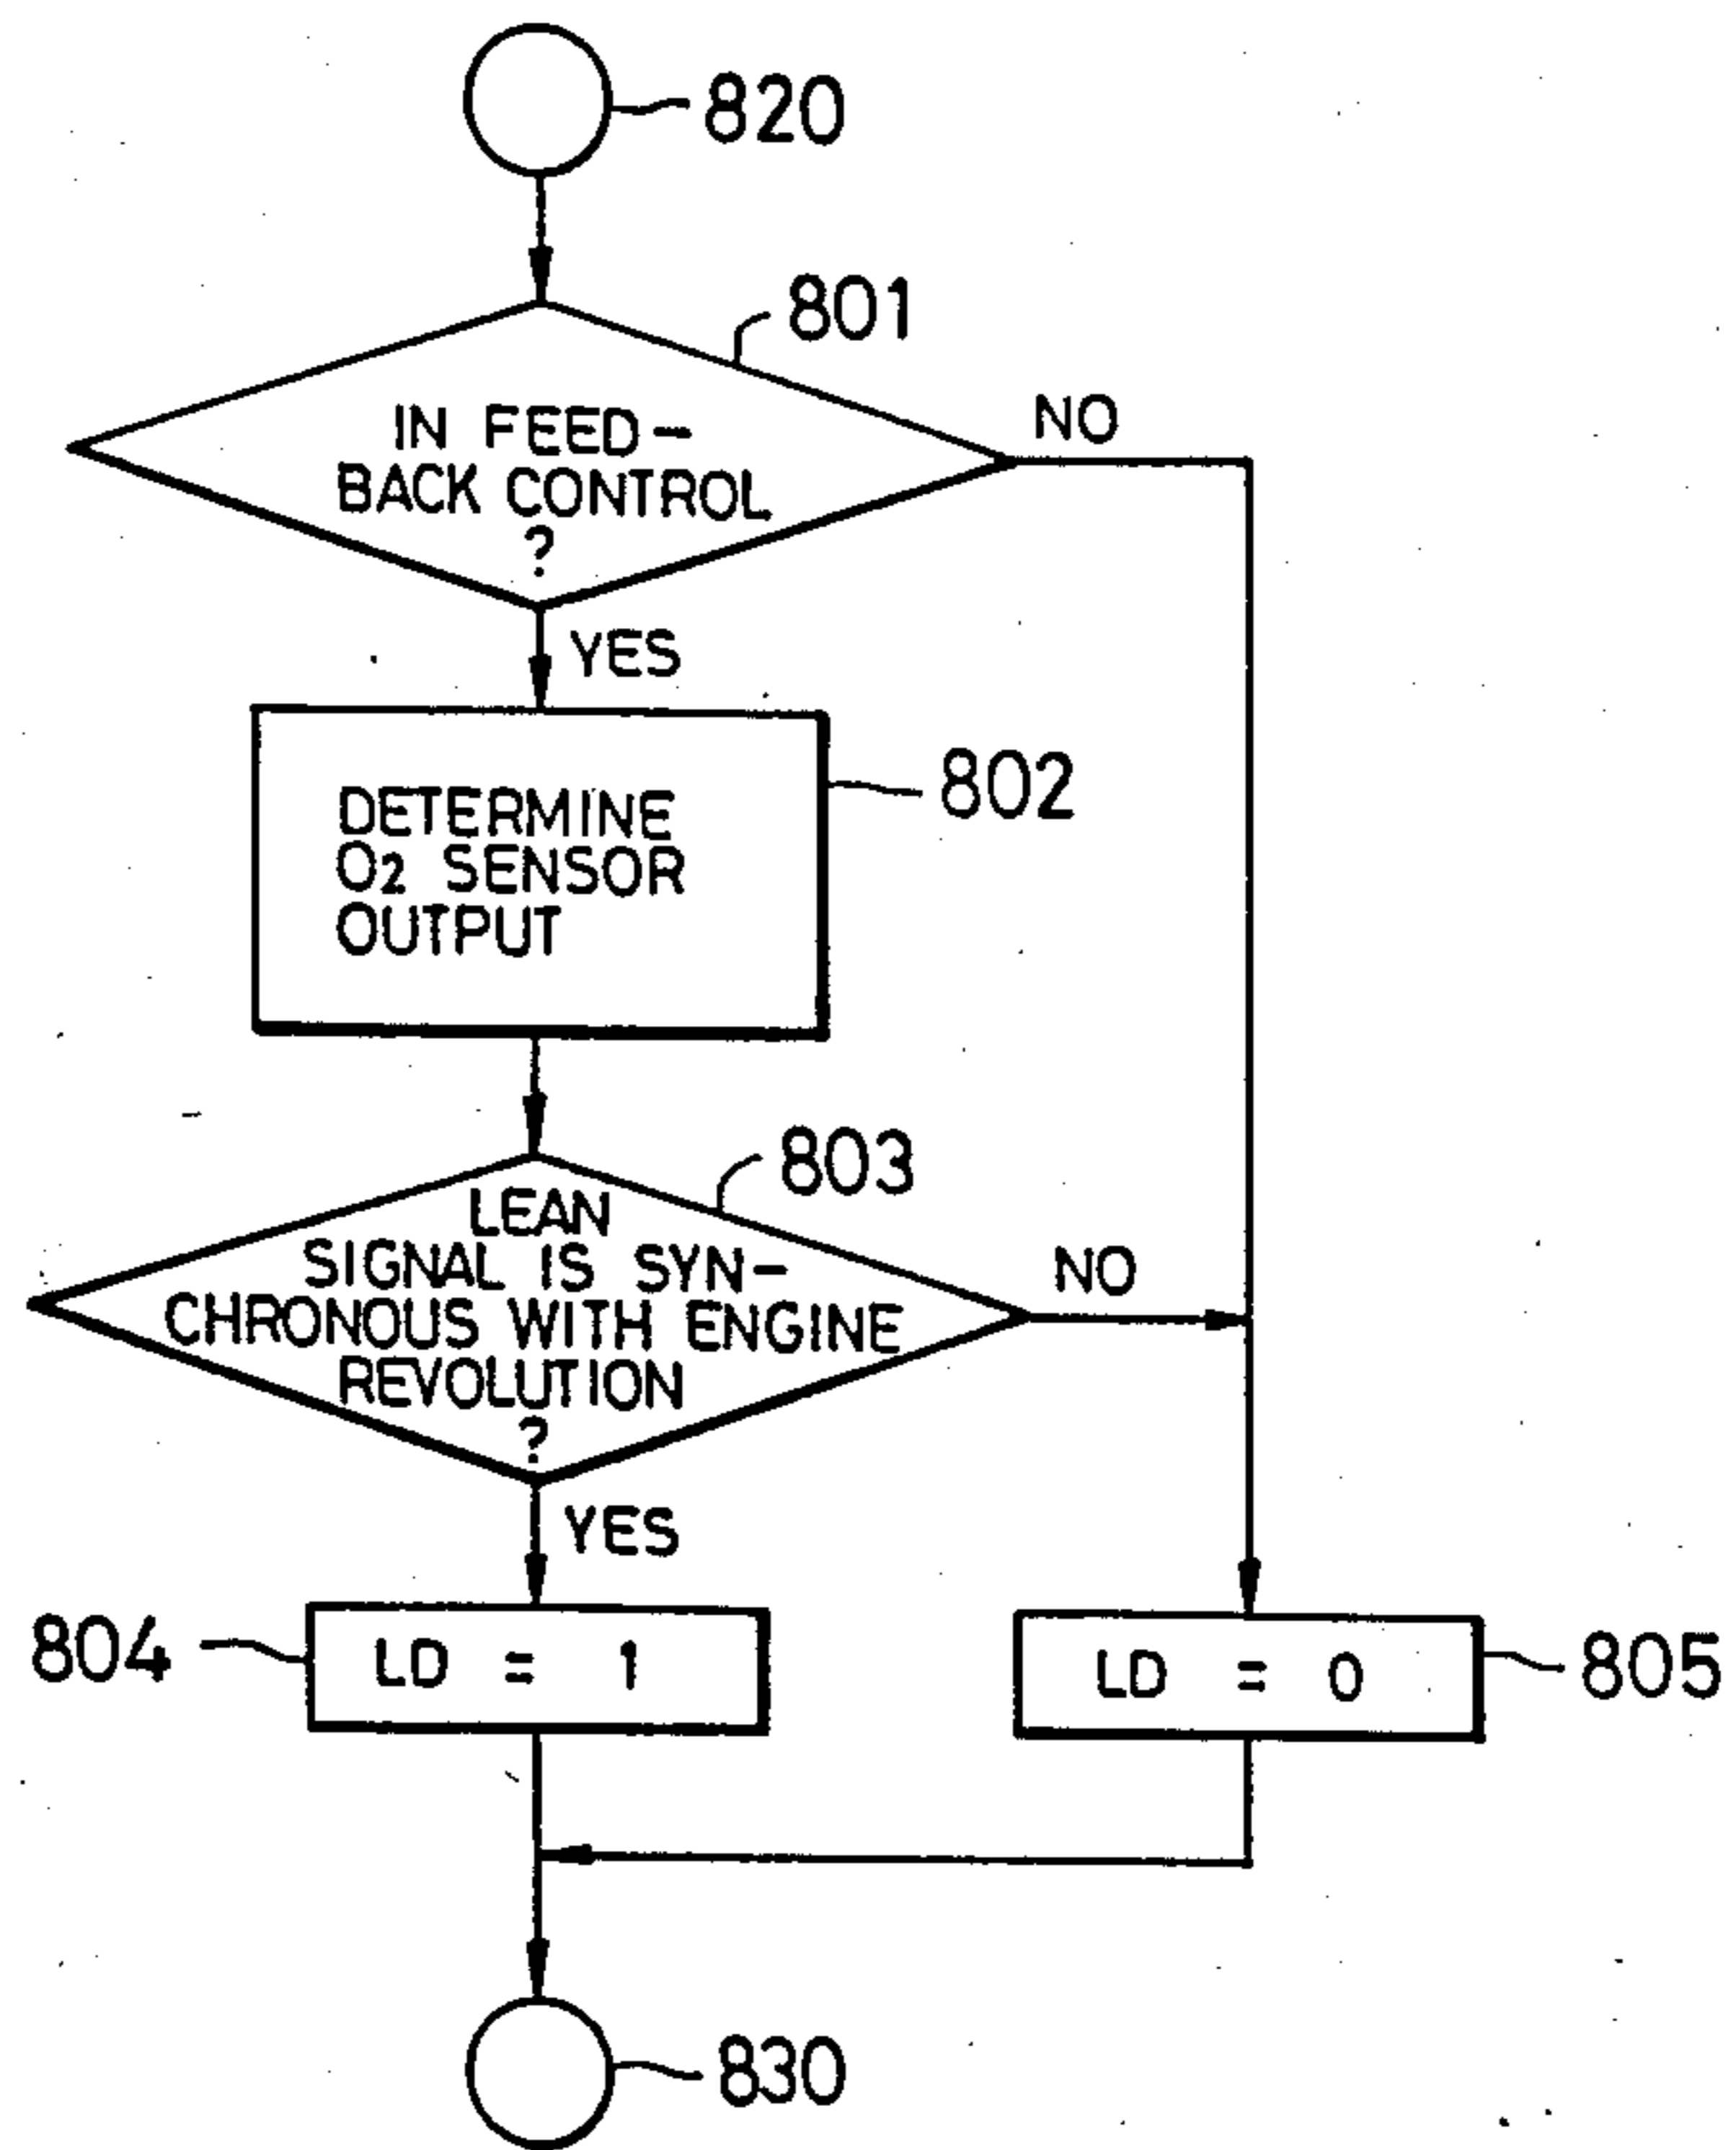 820
801
IN FEED-
BACK CONTROL
?
NO
YES
DETERMINE
O₂ SENSOR
OUTPUT
802
803
LEAN
SIGNAL IS SYN-
CHRONOUS WITH ENGINE
REVOLUTION
?
NO
YES
804
LD = 1
LD = 0
805
830